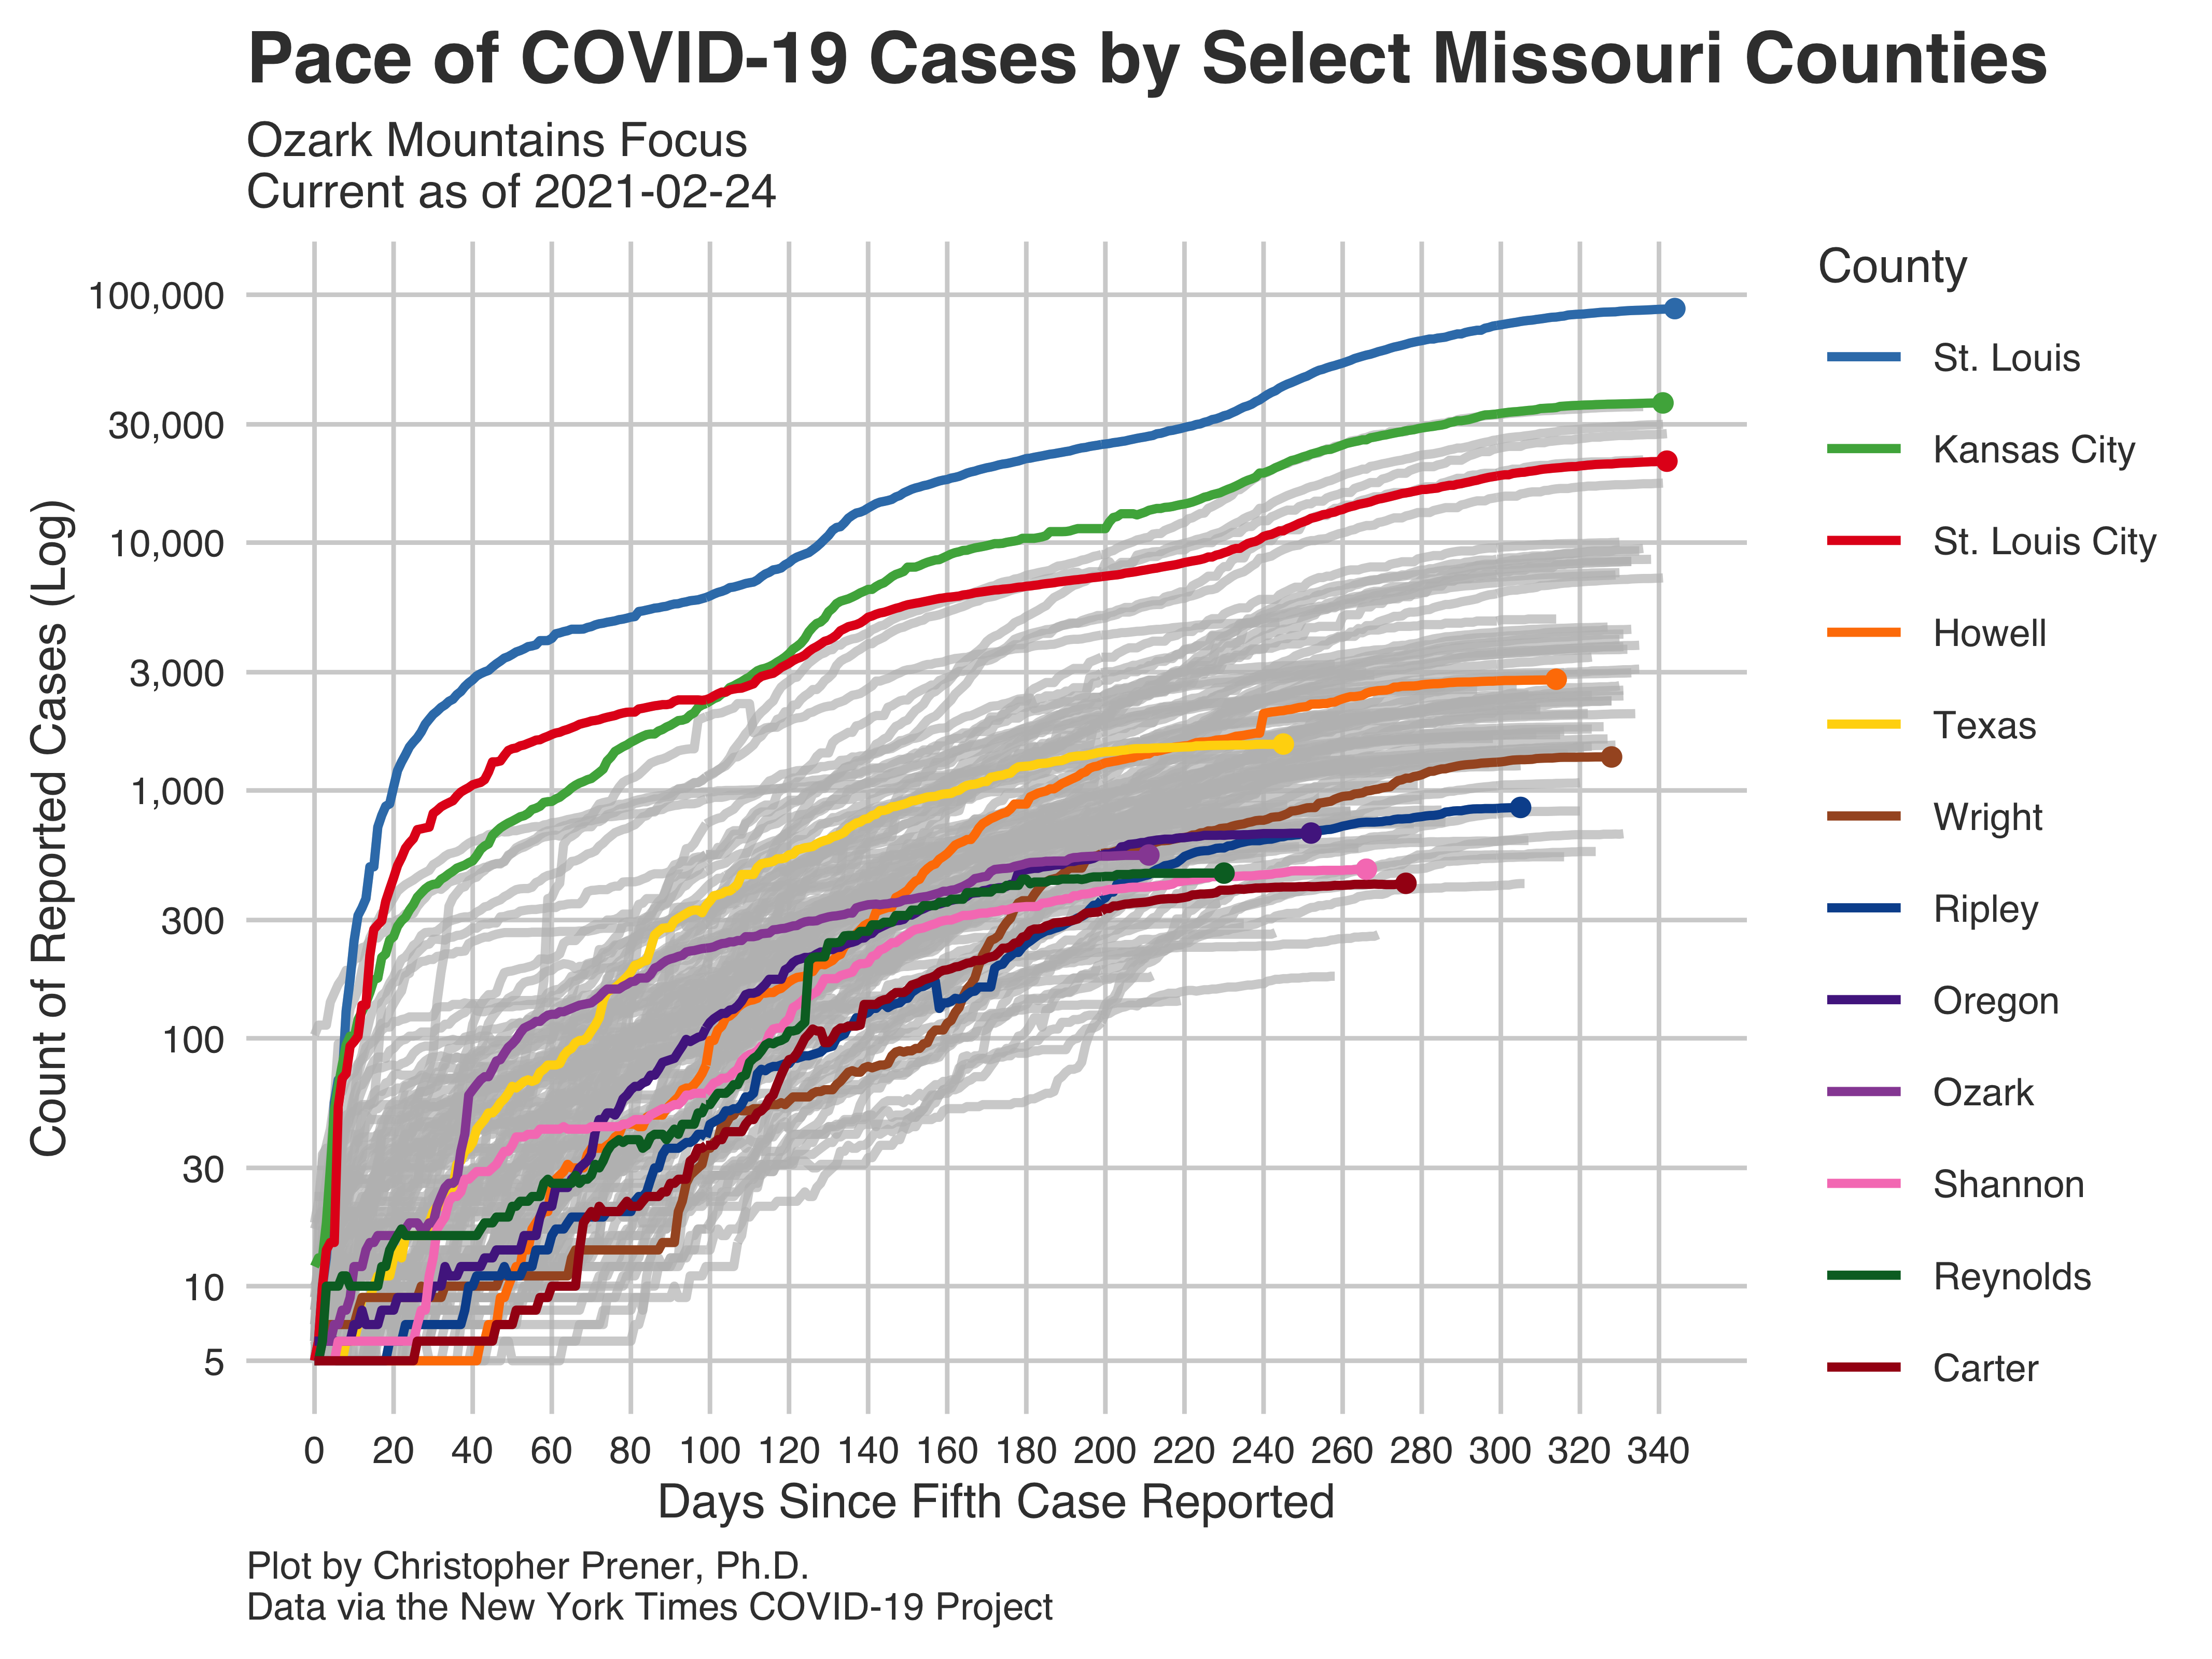 Pace of COVID-19 Cases by Select Missouri Counties
Ozark Mountains Focus
Current as of 2021-02-24
Count of Reported Cases (Log)
100,000
30,000
10,000
3,000
1,000
300
100
30
10
5
0 20 40 60 80 100 120 140 160 180 200 220 240 260 280 300 320 340
Days Since Fifth Case Reported
County
St. Louis
Kansas City
St. Louis City
Howell
Texas
Wright
Ripley
Oregon
Ozark
Shannon
Reynolds
Carter
Plot by Christopher Prener, Ph.D.
Data via the New York Times COVID-19 Project